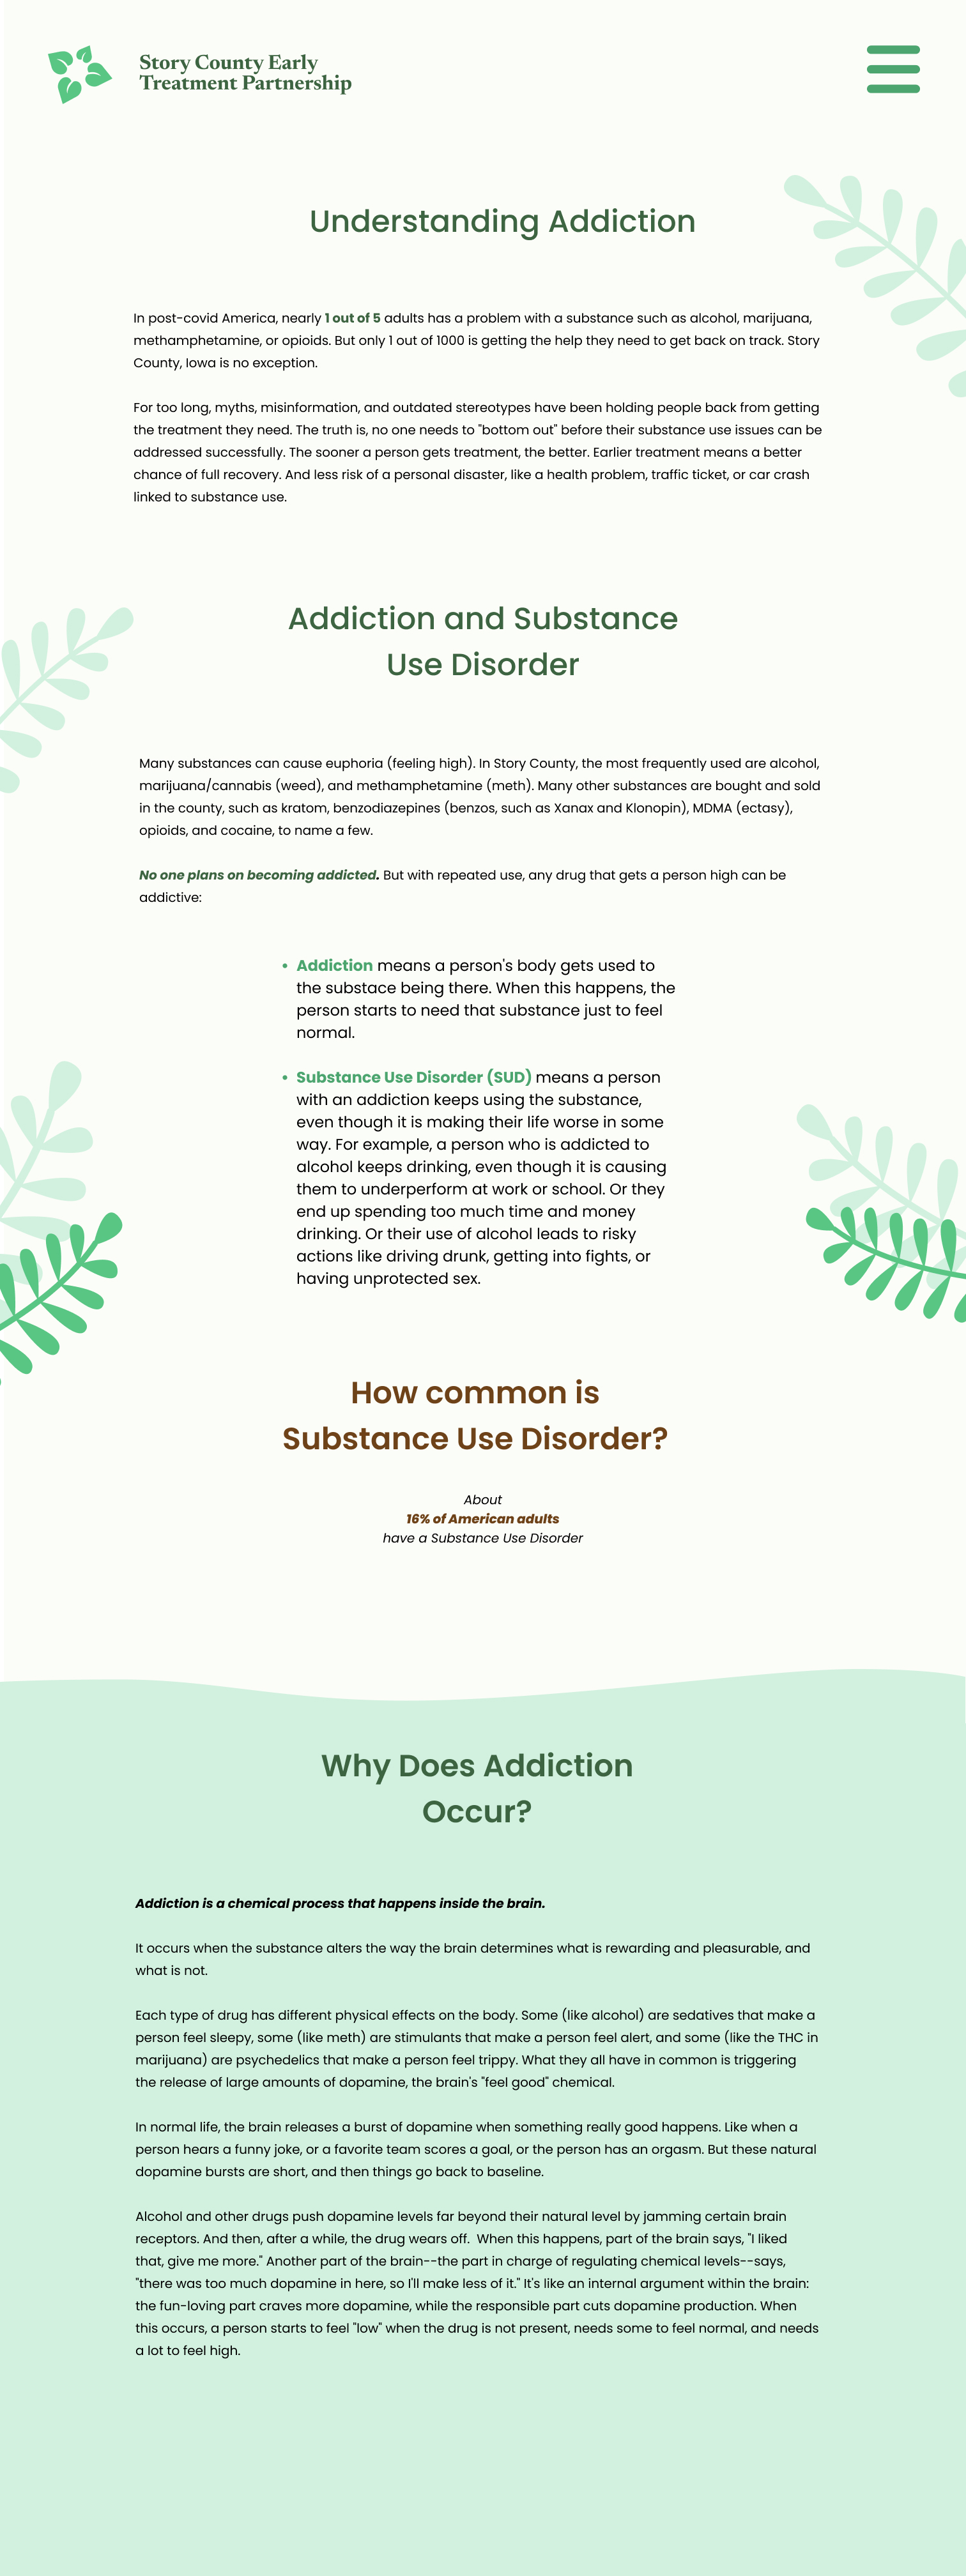 Story County Early
Treatment Partnership
Understanding Addiction
In post-covid America, nearly 1 out of 5 adults has a problem with a substance such as alcohol, marijuana,
methamphetamine, or opioids. But only 1 out of 1000 is getting the help they need to get back on track. Story
County, Iowa is no exception.
For too long, myths, misinformation, and outdated stereotypes have been holding people back from getting
the treatment they need. The truth is, no one needs to "bottom out" before their substance use issues can be
addressed successfully. The sooner a person gets treatment, the better. Earlier treatment means a better
chance of full recovery. And less risk of a personal disaster, like a health problem, traffic ticket, or car crash
linked to substance use.
Addiction and Substance
Use Disorder
Many substances can cause euphoria (feeling high). In Story County, the most frequently used are alcohol,
marijuana/cannabis (weed), and methamphetamine (meth). Many other substances are bought and sold
in the county, such as kratom, benzodiazepines (benzos, such as Xanax and Klonopin), MDMA (ectasy),
opioids, and cocaine, to name a few.
No one plans on becoming addicted. But with repeated use, any drug that gets a person high can be
addictive:
• Addiction means a person's body gets used to
the substace being there. When this happens, the
person starts to need that substance just to feel
normal.
• Substance Use Disorder (SUD) means a person
with an addiction keeps using the substance,
even though it is making their life worse in some
way. For example, a person who is addicted to
alcohol keeps drinking, even though it is causing
them to underperform at work or school. Or they
end up spending too much time and money
drinking. Or their use of alcohol leads to risky
actions like driving drunk, getting into fights, or
having unprotected sex.
How common is
Substance Use Disorder?
About
16% of American adults
have a Substance Use Disorder
Why Does Addiction
Occur?
Addiction is a chemical process that happens inside the brain.
It occurs when the substance alters the way the brain determines what is rewarding and pleasurable, and
what is not.
Each type of drug has different physical effects on the body. Some (like alcohol) are sedatives that make a
person feel sleepy, some (like meth) are stimulants that make a person feel alert, and some (like the THC in
marijuana) are psychedelics that make a person feel trippy. What they all have in common is triggering
the release of large amounts of dopamine, the brain's "feel good" chemical.
In normal life, the brain releases a burst of dopamine when something really good happens. Like when a
person hears a funny joke, or a favorite team scores a goal, or the person has an orgasm. But these natural
dopamine bursts are short, and then things go back to baseline.
Alcohol and other drugs push dopamine levels far beyond their natural level by jamming certain brain
receptors. And then, after a while, the drug wears off.  When this happens, part of the brain says, "I liked
that, give me more." Another part of the brain--the part in charge of regulating chemical levels--says,
"there was too much dopamine in here, so I'll make less of it." It's like an internal argument within the brain:
the fun-loving part craves more dopamine, while the responsible part cuts dopamine production. When
this occurs, a person starts to feel "low" when the drug is not present, needs some to feel normal, and needs
a lot to feel high.